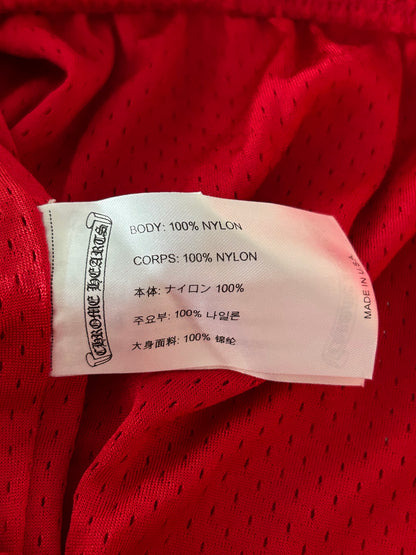 CHROME HEARTS
BODY: 100% NYLON
CORPS: 100% NYLON
本体: ナイロン 100%
주요부: 100% 나일론
大身面料: 100% 锦纶
MADE IN U.S.A